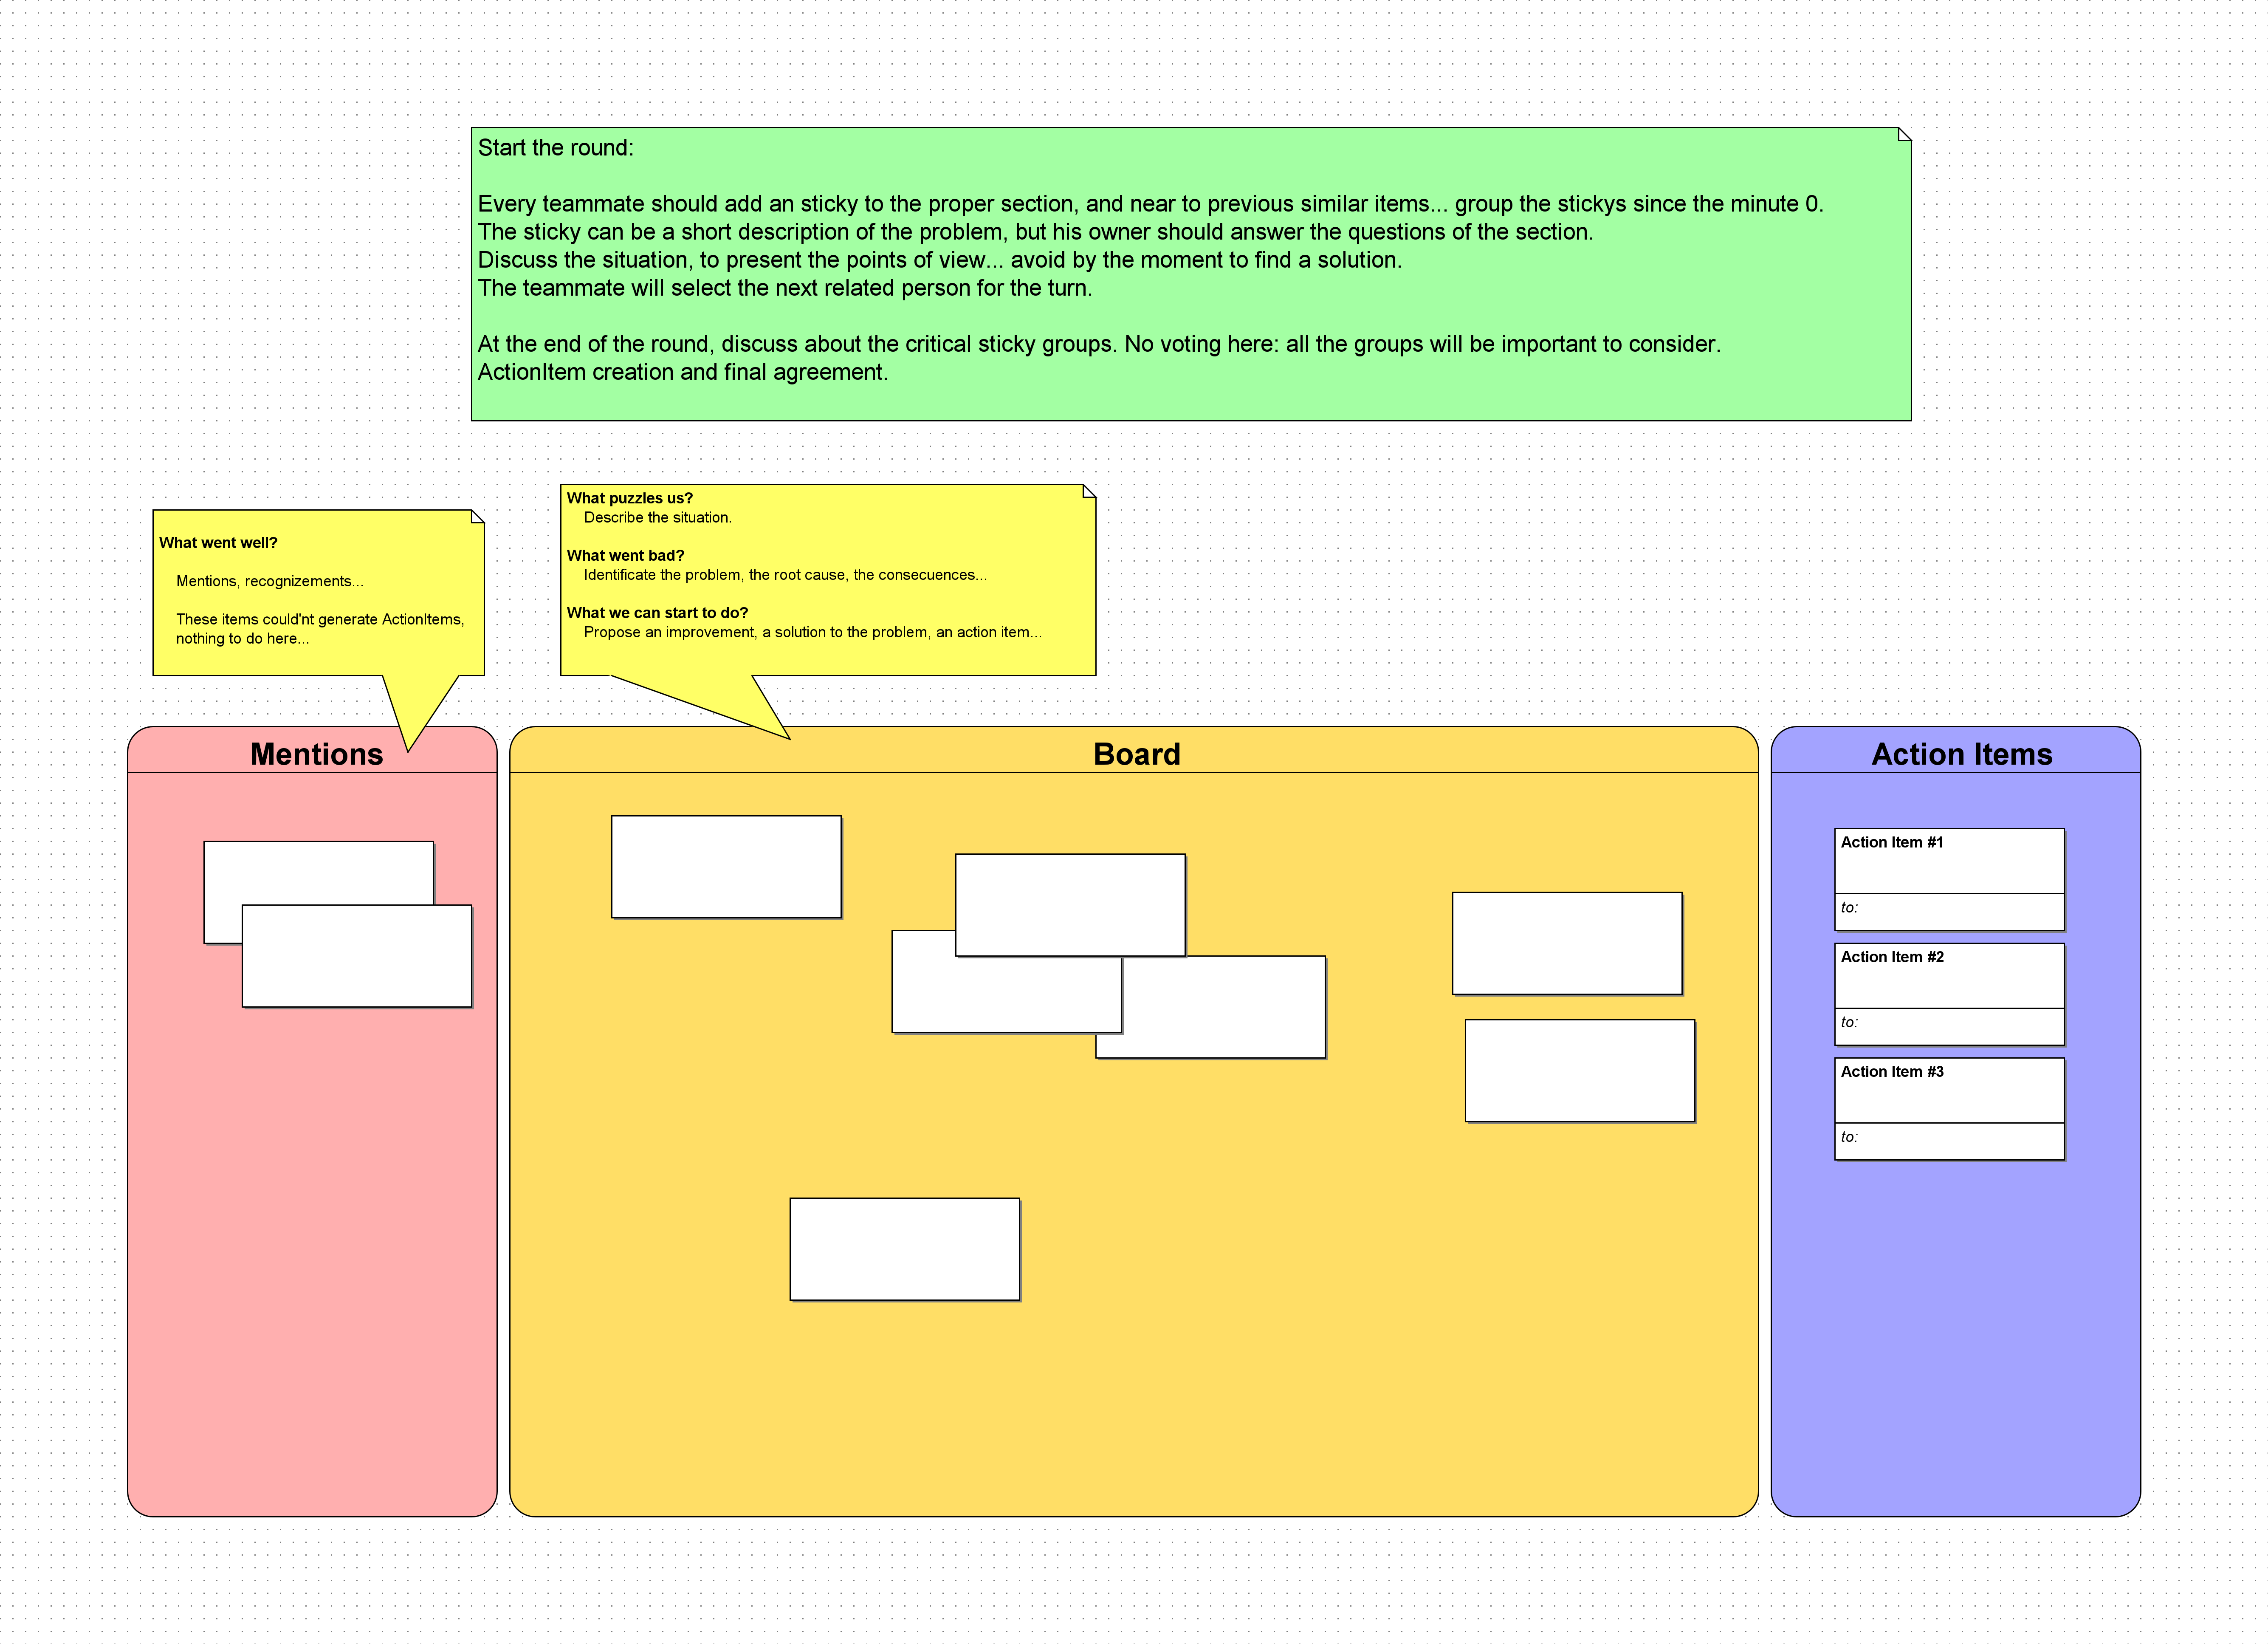 Start the round:
Every teammate should add an sticky to the proper section, and near to previous similar items... group the stickys since the minute 0.
The sticky can be a short description of the problem, but his owner should answer the questions of the section.
Discuss the situation, to present the points of view... avoid by the moment to find a solution.
The teammate will select the next related person for the turn.
At the end of the round, discuss about the critical sticky groups. No voting here: all the groups will be important to consider.
ActionItem creation and final agreement.
What went well?
Mentions, recognizements...
These items could'nt generate ActionItems,
nothing to do here...
What puzzles us?
Describe the situation.
What went bad?
Identificate the problem, the root cause, the consecuences...
What we can start to do?
Propose an improvement, a solution to the problem, an action item...
Mentions
Board
Action Items
Action Item #1
to:
Action Item #2
to:
Action Item #3
to: